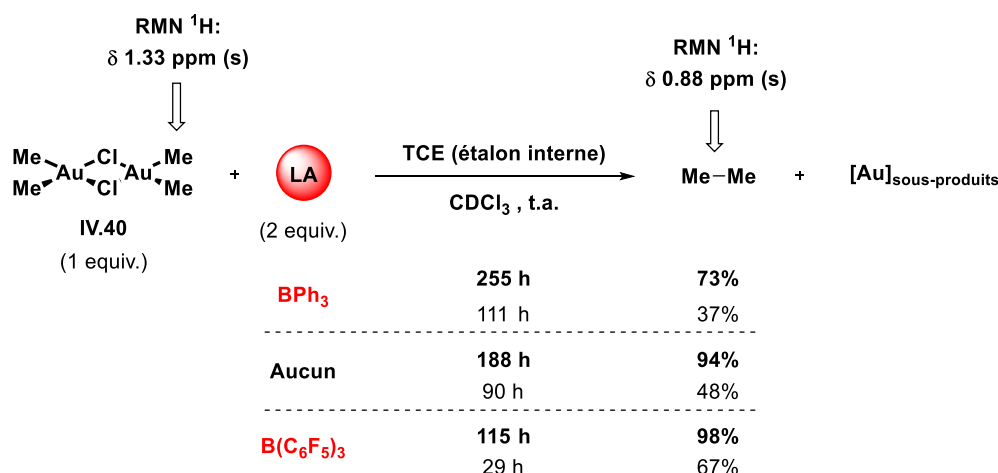 RMN ¹H:
δ 1.33 ppm (s)
RMN ¹H:
δ 0.88 ppm (s)
Me Cl Me
Au Au
Me Cl Me
+
LA
TCE (étalon interne)
CDCl₃ , t.a.
Me–Me
+
[Au]sous-produits
IV.40
(1 equiv.)
(2 equiv.)
BPh₃
255 h 73%
111 h 37%
Aucun
188 h 94%
90 h 48%
B(C₆F₅)₃
115 h 98%
29 h 67%